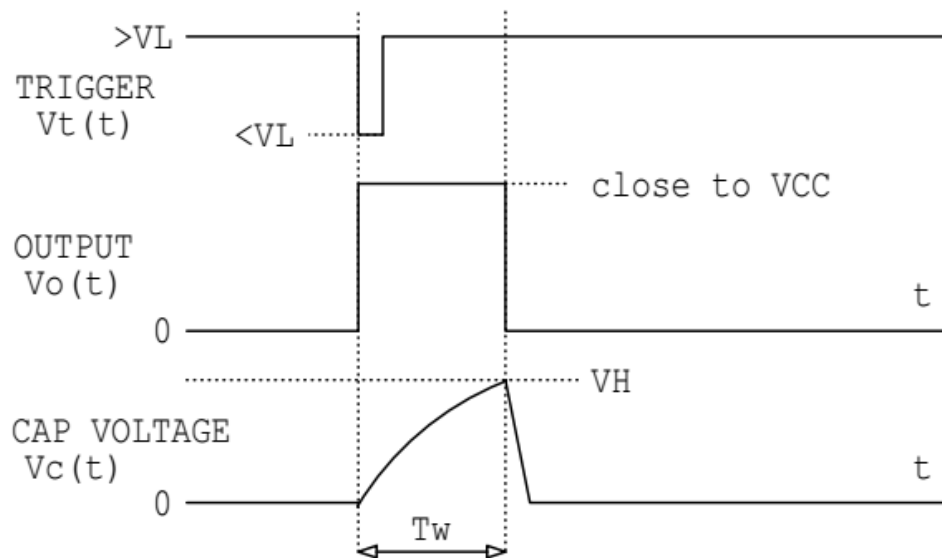 >VL
TRIGGER
Vt(t)
<VL
close to VCC
OUTPUT
Vo(t)
t
0
VH
CAP VOLTAGE
Vc(t)
t
0
Tw